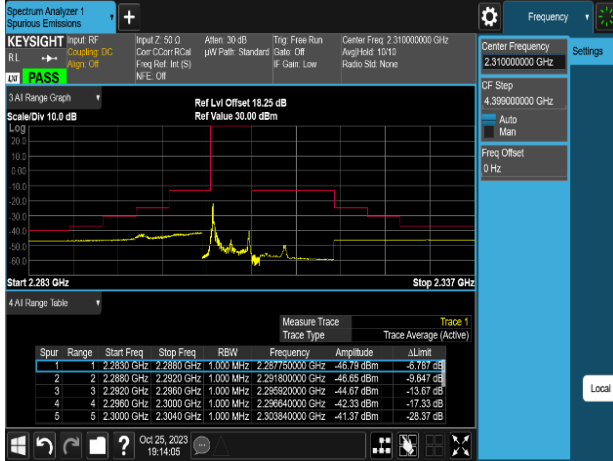 Spectrum Analyzer 1
Spurious Emissions
Frequency
KEYSIGHT Input: RF Input Z: 50 Ω Atten: 30 dB Trig: Free Run Center Freq: 2.310000000 GHz
RL Coupling: DC Corr CCorr RCal µW Path: Standard Gate: Off Avg|Hold: 10/10
Align: Off Freq Ref: Int (S) IF Gain: Low Radio Std: None
NFE: Off
LXI PASS
Center Frequency Settings
2.310000000 GHz
CF Step
4.399000000 GHz
Auto
Man
Freq Offset
0 Hz
Local
3 All Range Graph
Ref Lvl Offset 18.25 dB
Scale/Div 10.0 dB Ref Value 30.00 dBm
Log
20.0
10.0
0.00
-10.0
-20.0
-30.0
-40.0
-50.0
-60.0
Start 2.283 GHz Stop 2.337 GHz
4 All Range Table
Measure Trace Trace 1
Trace Type Trace Average (Active)
Spur Range Start Freq Stop Freq RBW Frequency Amplitude ΔLimit
1 1 2.2830 GHz 2.2880 GHz 1.000 MHz 2.287750000 GHz -46.79 dBm -6.787 dB
2 2 2.2880 GHz 2.2920 GHz 1.000 MHz 2.291800000 GHz -46.65 dBm -9.647 dB
3 3 2.2920 GHz 2.2960 GHz 1.000 MHz 2.295920000 GHz -44.67 dBm -13.67 dB
4 4 2.2960 GHz 2.3000 GHz 1.000 MHz 2.296640000 GHz -42.33 dBm -17.33 dB
5 5 2.3000 GHz 2.3040 GHz 1.000 MHz 2.303840000 GHz -41.37 dBm -28.37 dB
Oct 25, 2023
19:14:05